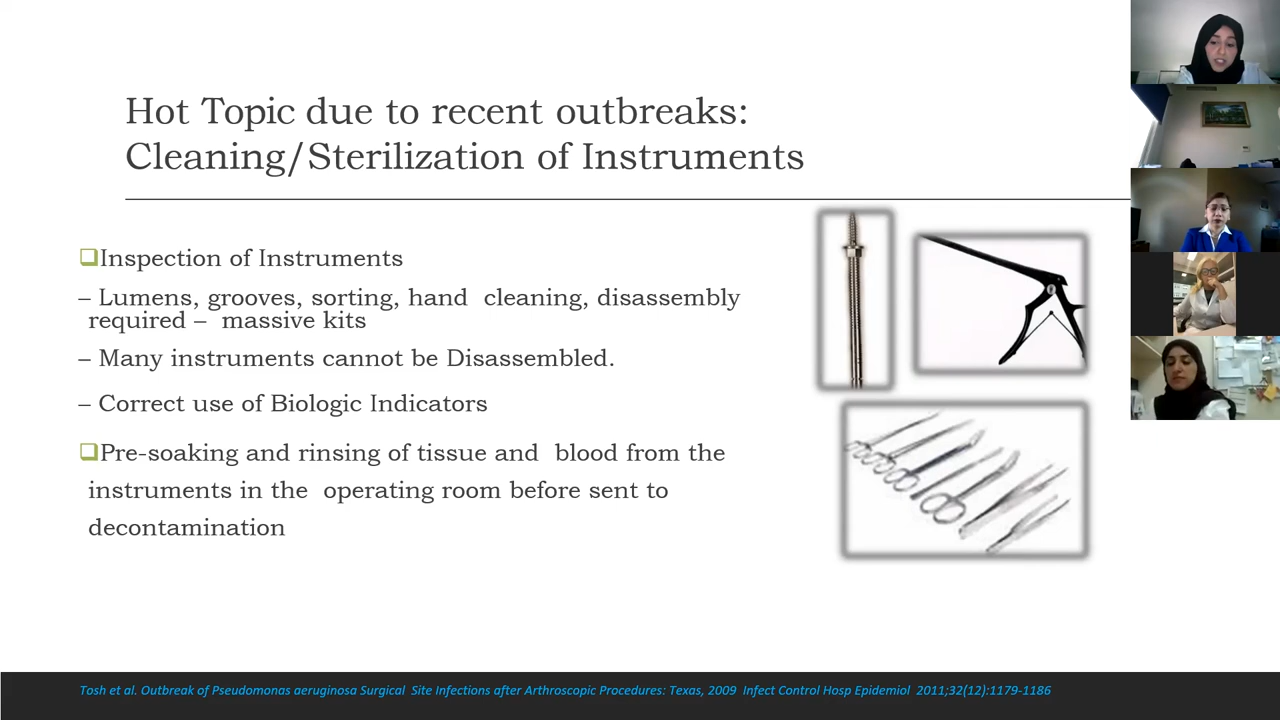 Hot Topic due to recent outbreaks:
Cleaning/Sterilization of Instruments
Inspection of Instruments
– Lumens, grooves, sorting, hand cleaning, disassembly
required – massive kits
– Many instruments cannot be Disassembled.
– Correct use of Biologic Indicators
Pre-soaking and rinsing of tissue and blood from the
instruments in the operating room before sent to
decontamination
Tosh et al. Outbreak of Pseudomonas aeruginosa Surgical Site Infections after Arthroscopic Procedures: Texas, 2009 Infect Control Hosp Epidemiol 2011;32(12):1179-1186